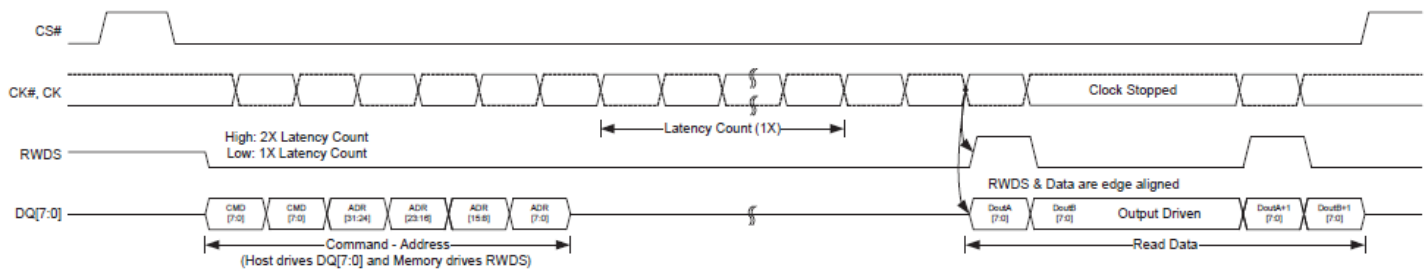 CS#
CK#, CK
Clock Stopped
Latency Count (1X)
High: 2X Latency Count
Low: 1X Latency Count
RWDS
RWDS & Data are edge aligned
DQ[7:0]
CMD [7:0]
CMD [7:0]
ADR [31:24]
ADR [23:16]
ADR [15:8]
ADR [7:0]
DoutA [7:0]
DoutB [7:0]
Output Driven
DoutA+1 [7:0]
DoutB+1 [7:0]
Command - Address
(Host drives DQ[7:0] and Memory drives RWDS)
Read Data